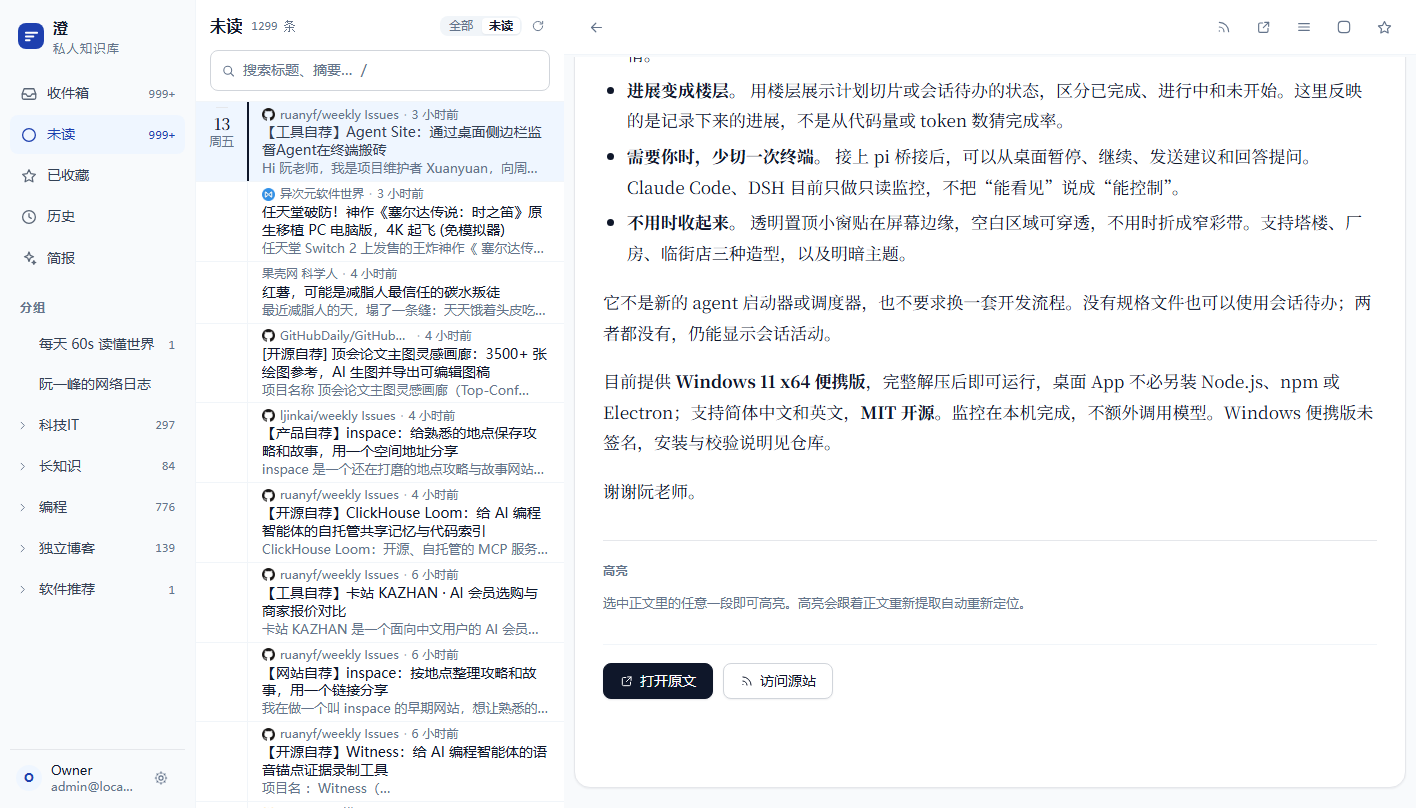 澄
私人知识库
收件箱 999+
未读 999+
已收藏
历史
简报
分组
每天 60s 读懂世界 1
阮一峰的网络日志
科技IT 297
长知识 84
编程 776
独立博客 139
软件推荐 1
O
Owner
admin@loca...
未读 1299 条
全部 未读
搜索标题、摘要... /
13
周五
ruanyf/weekly Issues · 3 小时前
【工具自荐】Agent Site：通过桌面侧边栏监
督Agent在终端搬砖
Hi 阮老师，我是项目维护者 Xuanyuan，向周...
异次元软件世界 · 3 小时前
任天堂破防！神作《塞尔达传说：时之笛》原
生移植 PC 电脑版，4K 起飞 (免模拟器)
任天堂 Switch 2 上发售的王炸神作《 塞尔达传...
果壳网 科学人 · 4 小时前
红薯，可能是减脂人最信任的碳水叛徒
最近减脂人的天，塌了一条缝：天天饿着头皮吃...
GitHubDaily/GitHub... · 4 小时前
[开源自荐] 顶会论文主图灵感画廊：3500+ 张
绘图参考，AI 生图并导出可编辑图稿
项目名称 顶会论文主图灵感画廊（Top-Conf...
ljinkai/weekly Issues · 4 小时前
【产品自荐】inspace：给熟悉的地点保存攻
略和故事，用一个空间地址分享
inspace 是一个还在打磨的地点攻略与故事网站...
ruanyf/weekly Issues · 4 小时前
【开源自荐】ClickHouse Loom：给 AI 编程
智能体的自托管共享记忆与代码索引
ClickHouse Loom：开源、自托管的 MCP 服务...
ruanyf/weekly Issues · 6 小时前
【工具自荐】卡站 KAZHAN · AI 会员选购与
商家报价对比
卡站 KAZHAN 是一个面向中文用户的 AI 会员...
ruanyf/weekly Issues · 6 小时前
【网站自荐】inspace：按地点整理攻略和故
事，用一个链接分享
我在做一个叫 inspace 的早期网站，想让熟悉的...
ruanyf/weekly Issues · 6 小时前
【开源自荐】Witness：给 AI 编程智能体的语
音锚点证据录制工具
项目名 ： Witness（...
进展变成楼层。 用楼层展示计划切片或会话待办的状态，区分已完成、进行中和未开始。这里反映
的是记录下来的进展，不是从代码量或 token 数猜完成率。
需要你时，少切一次终端。 接上 pi 桥接后，可以从桌面暂停、继续、发送建议和回答提问。
Claude Code、DSH 目前只做只读监控，不把“能看见”说成“能控制”。
不用时收起来。 透明置顶小窗贴在屏幕边缘，空白区域可穿透，不用时折成窄彩带。支持塔楼、厂
房、临街店三种造型，以及明暗主题。
它不是新的 agent 启动器或调度器，也不要求换一套开发流程。没有规格文件也可以使用会话待办；两
者都没有，仍能显示会话活动。
目前提供 Windows 11 x64 便携版，完整解压后即可运行，桌面 App 不必另装 Node.js、npm 或
Electron；支持简体中文和英文，MIT 开源。监控在本机完成，不额外调用模型。Windows 便携版未
签名，安装与校验说明见仓库。
谢谢阮老师。
高亮
选中正文里的任意一段即可高亮。高亮会跟着正文重新提取自动重新定位。
打开原文 访问源站